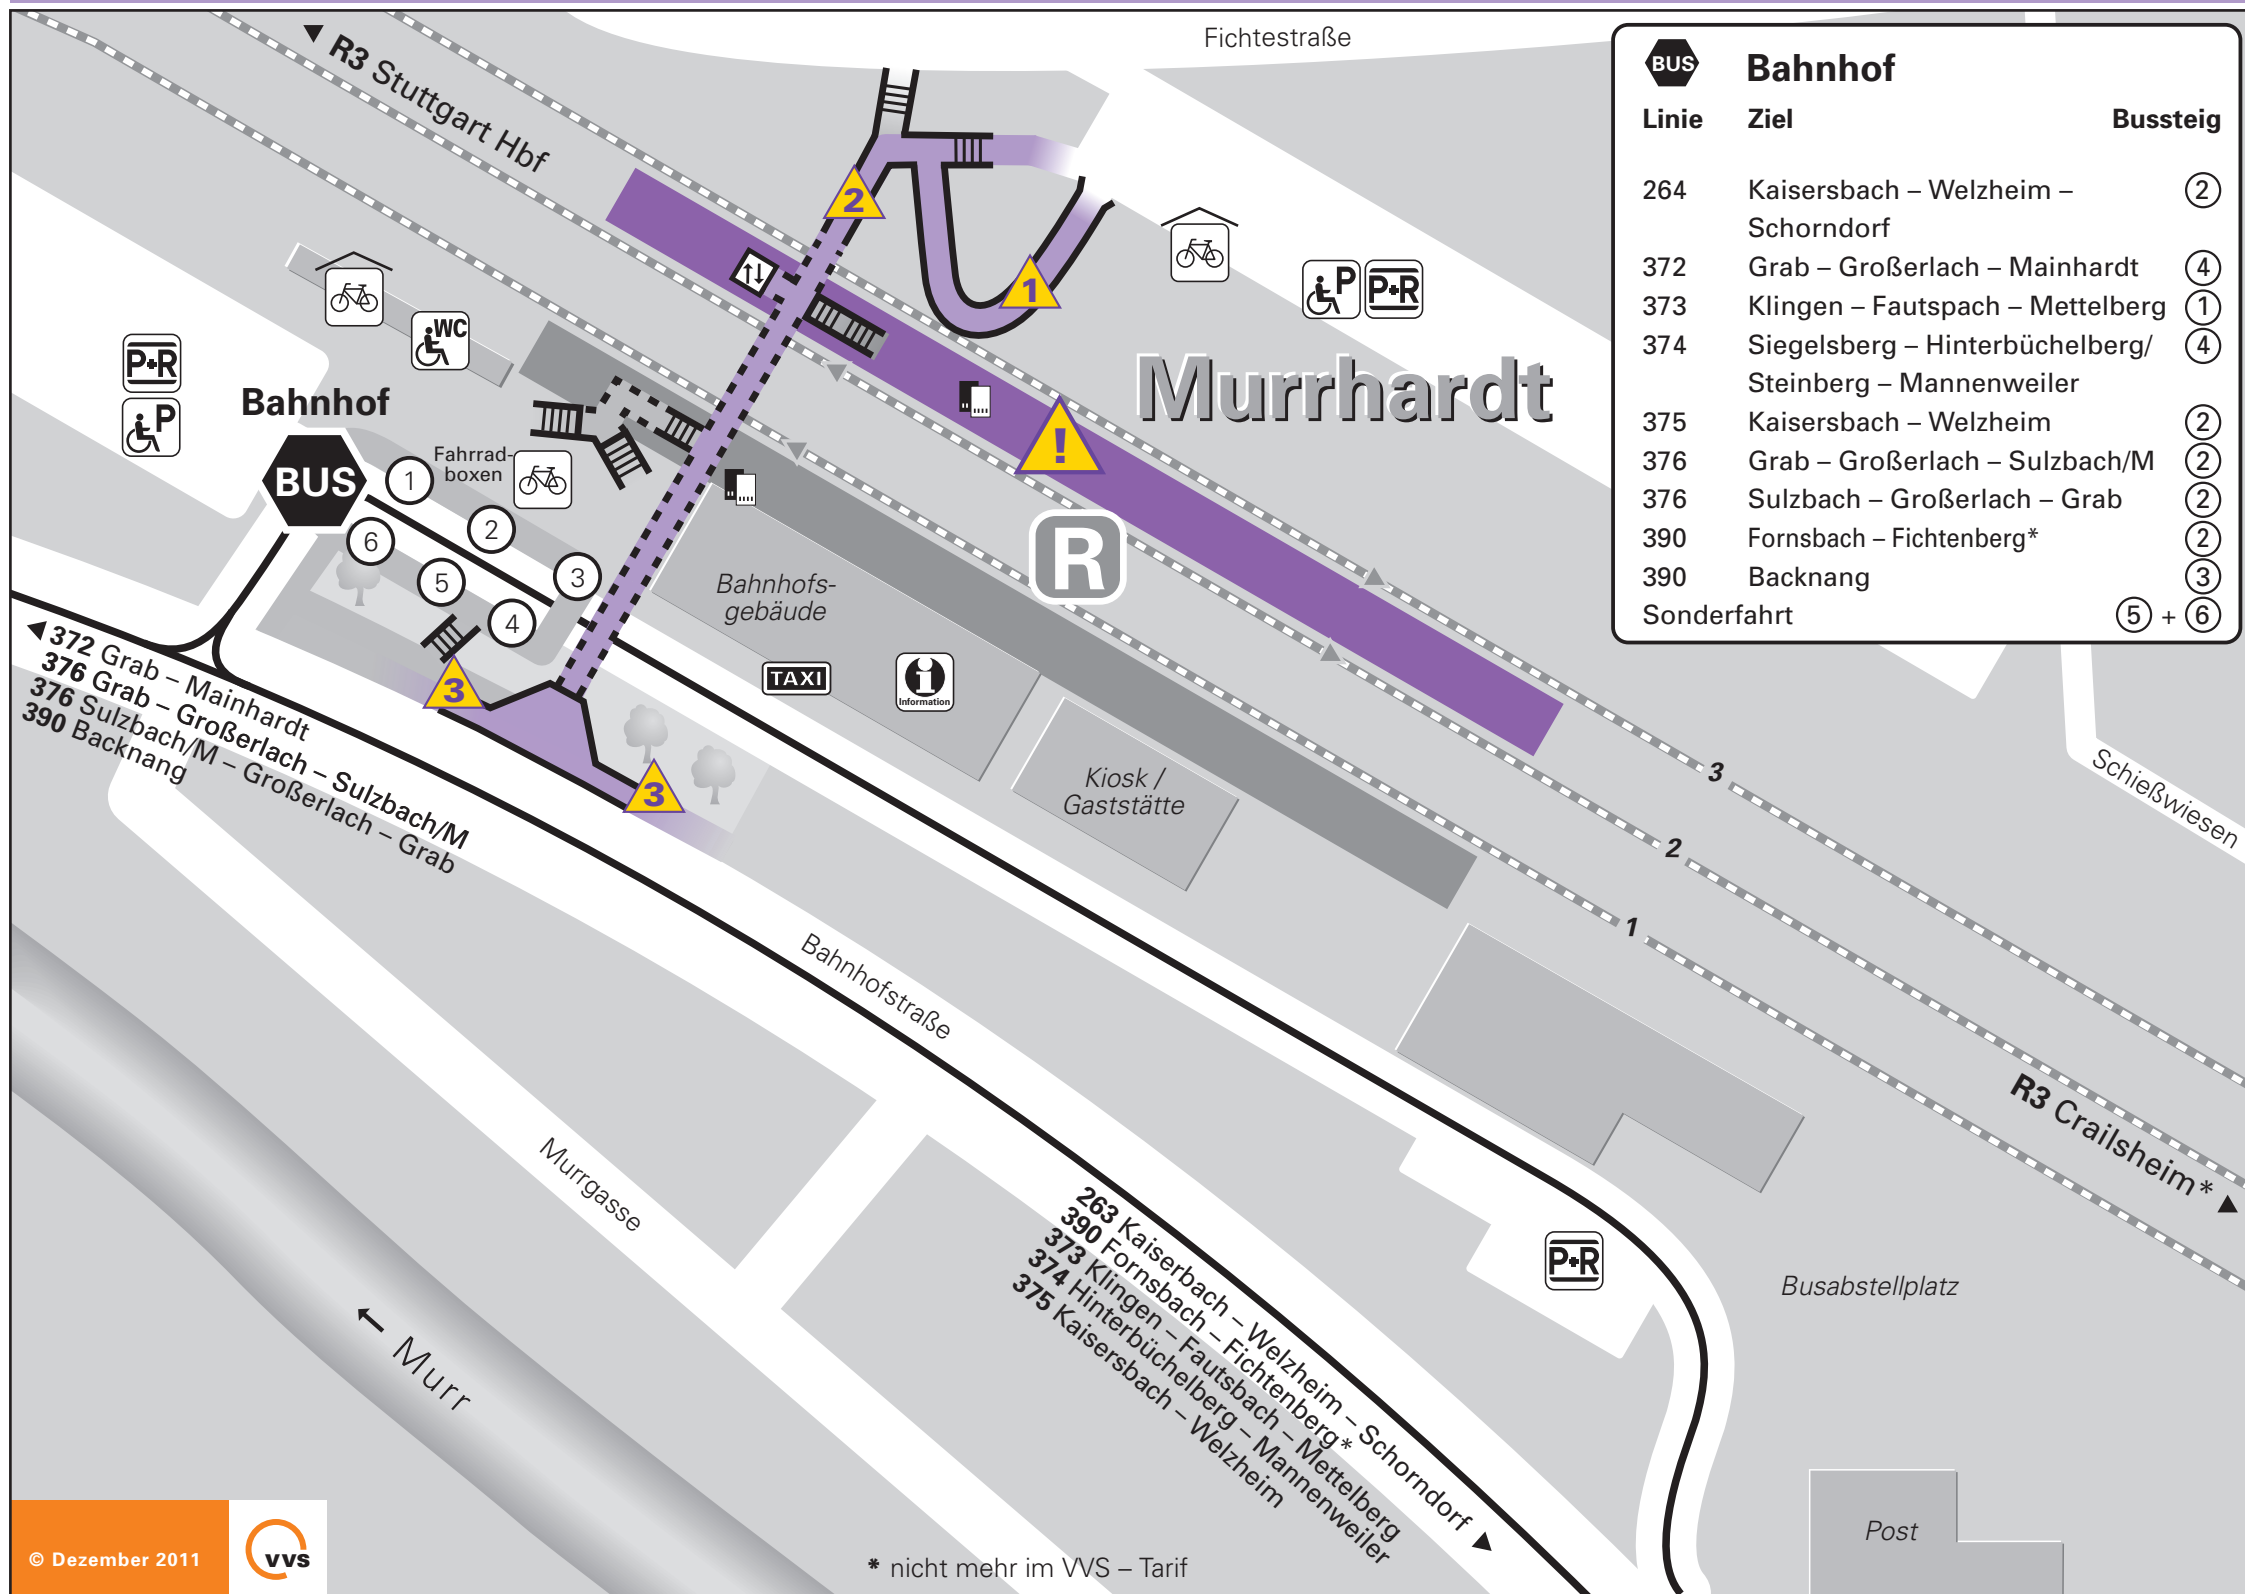 Fichtestraße
R3 Stuttgart Hbf
BUS Bahnhof
Linie Ziel Bussteig
264 Kaisersbach – Welzheim – 2
Schorndorf
372 Grab – Großerlach – Mainhardt 4
373 Klingen – Fautspach – Mettelberg 1
374 Siegelsberg – Hinterbüchelberg/ 4
Steinberg – Mannenweiler
375 Kaisersbach – Welzheim 2
376 Grab – Großerlach – Sulzbach/M 2
376 Sulzbach – Großerlach – Grab 2
390 Fornsbach – Fichtenberg* 2
390 Backnang 3
Sonderfahrt 5 + 6
2
1
P
P+R
WC
P+R
P
Murrhardt
!
R
Bahnhof
BUS
Fahrrad-
boxen
1
2
3
4
5
6
Bahnhofs-
gebäude
TAXI
i
Information
3
3
Kiosk /
Gaststätte
3
2
1
Schießwiesen
372 Grab – Mainhardt
376 Grab – Großerlach – Sulzbach/M
376 Sulzbach/M – Großerlach – Grab
390 Backnang
Bahnhofstraße
Murrgasse
← Murr
R3 Crailsheim*
P+R
Busabstellplatz
263 Kaiserbach – Welzheim – Schorndorf
390 Fornsbach – Fichtenberg*
373 Klingen – Fautsbach – Mettelberg
374 Hinterbüchelberg – Mannenweiler
375 Kaisersbach – Welzheim
Post
© Dezember 2011
VVS
* nicht mehr im VVS – Tarif